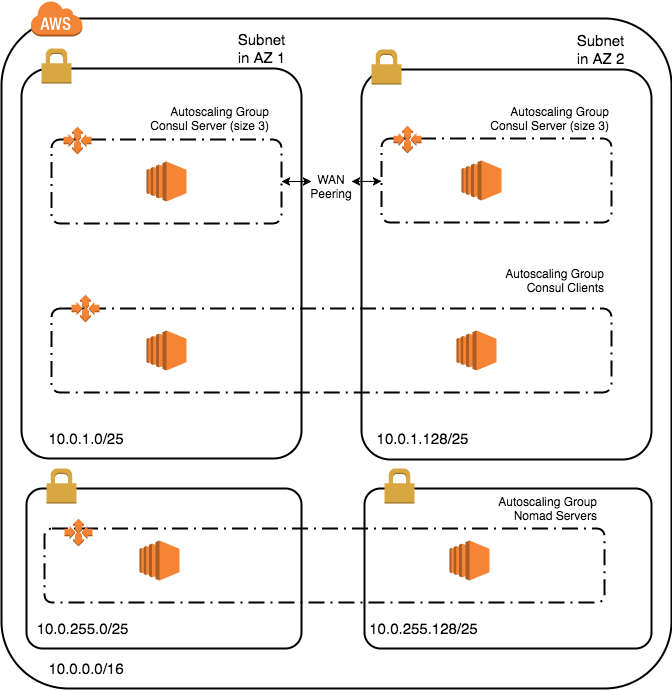 AWS
Subnet
in AZ 1
Subnet
in AZ 2
Autoscaling Group
Consul Server (size 3)
Autoscaling Group
Consul Server (size 3)
WAN
Peering
Autoscaling Group
Consul Clients
10.0.1.0/25
10.0.1.128/25
Autoscaling Group
Nomad Servers
10.0.255.0/25
10.0.255.128/25
10.0.0.0/16